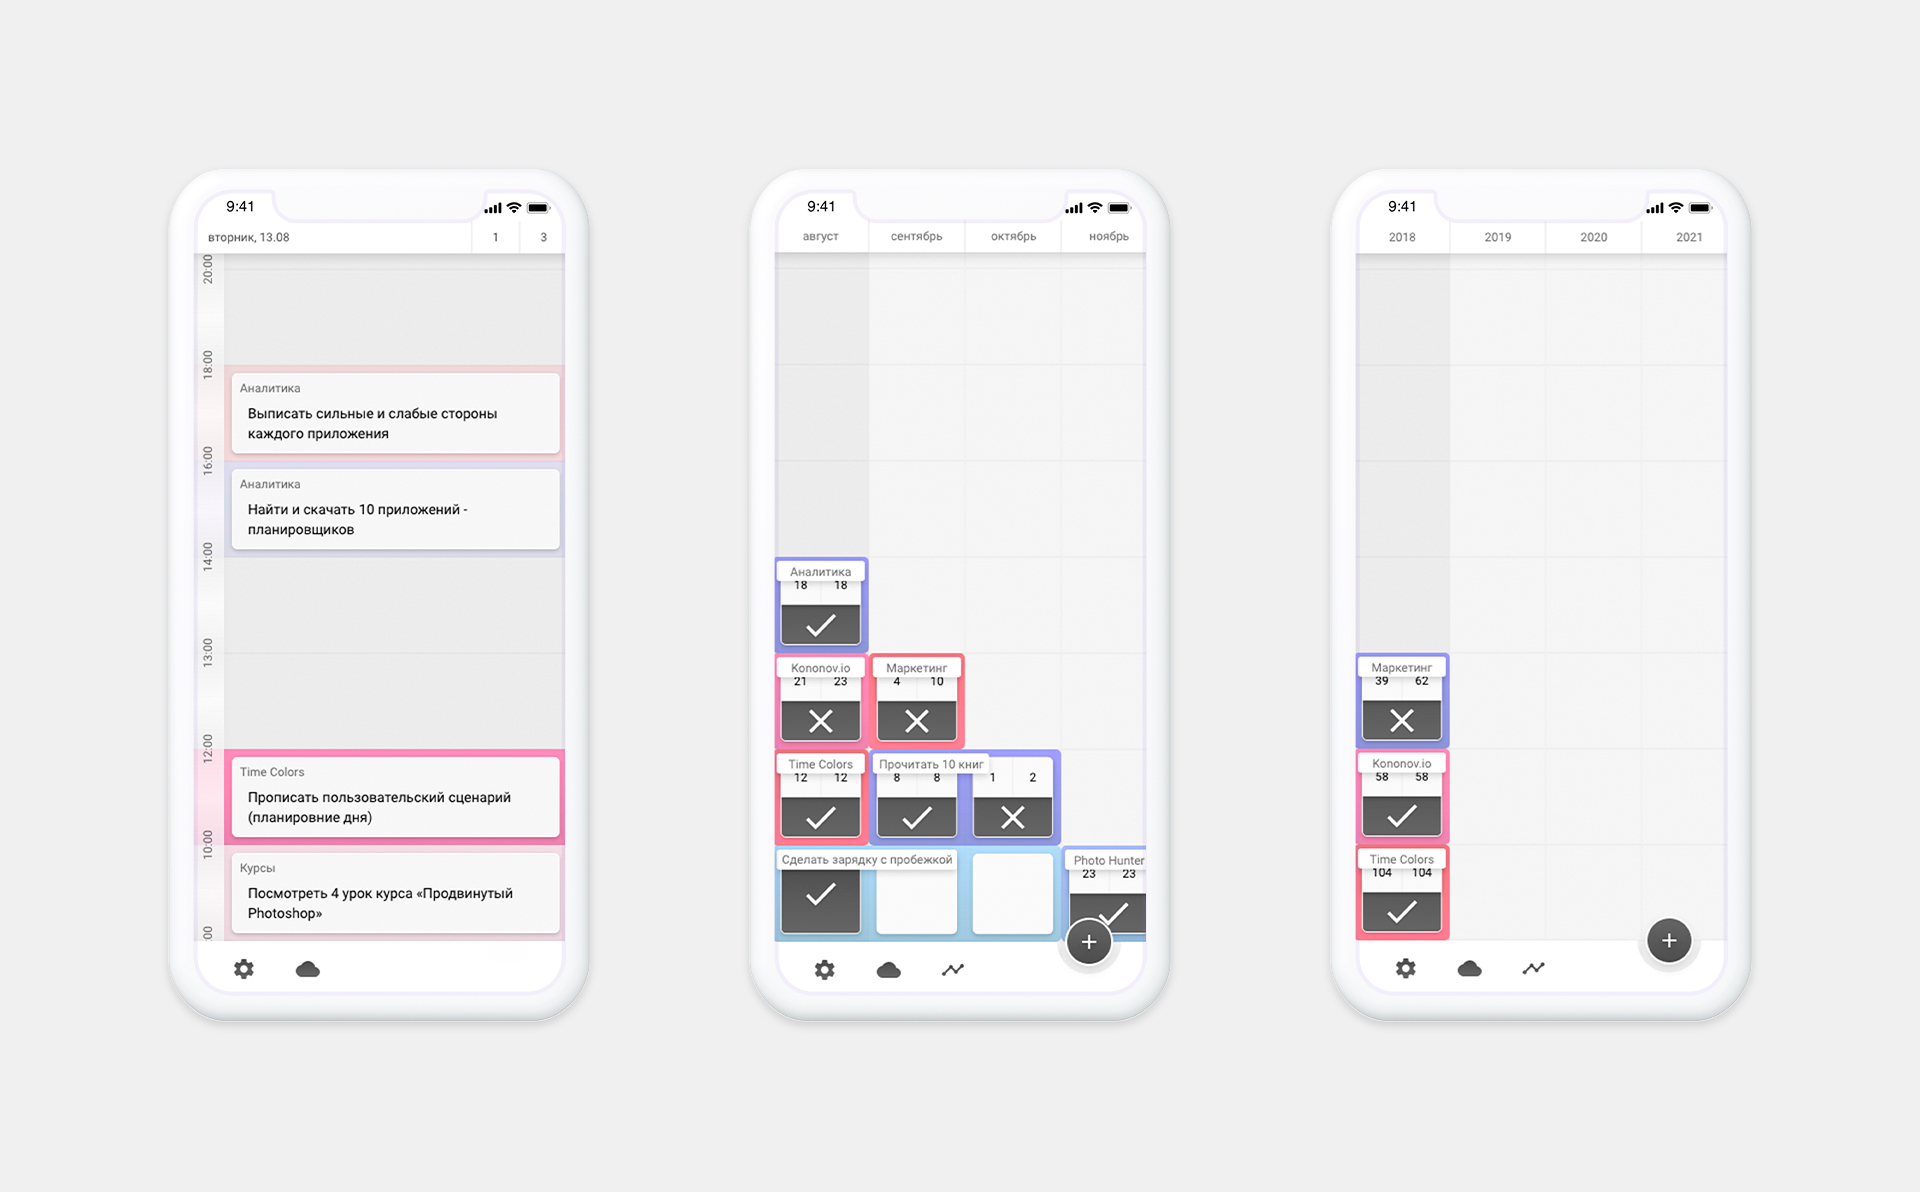 9:41
вторник, 13.08
1
3
20:00
18:00
Аналитика
Выписать сильные и слабые стороны
каждого приложения
16:00
Аналитика
Найти и скачать 10 приложений -
планировщиков
14:00
13:00
12:00
Time Colors
Прописать пользовательский сценарий
(планировние дня)
10:00
Курсы
Посмотреть 4 урок курса «Продвинутый
Photoshop»
:00
9:41
август
сентябрь
октябрь
ноябрь
Аналитика
18 18
Kononov.io
21 23
Маркетинг
4 10
Time Colors
12 12
Прочитать 10 книг
8 8
1 2
Сделать зарядку с пробежкой
Photo Hunter
23 23
9:41
2018
2019
2020
2021
Маркетинг
39 62
Kononov.io
58 58
Time Colors
104 104